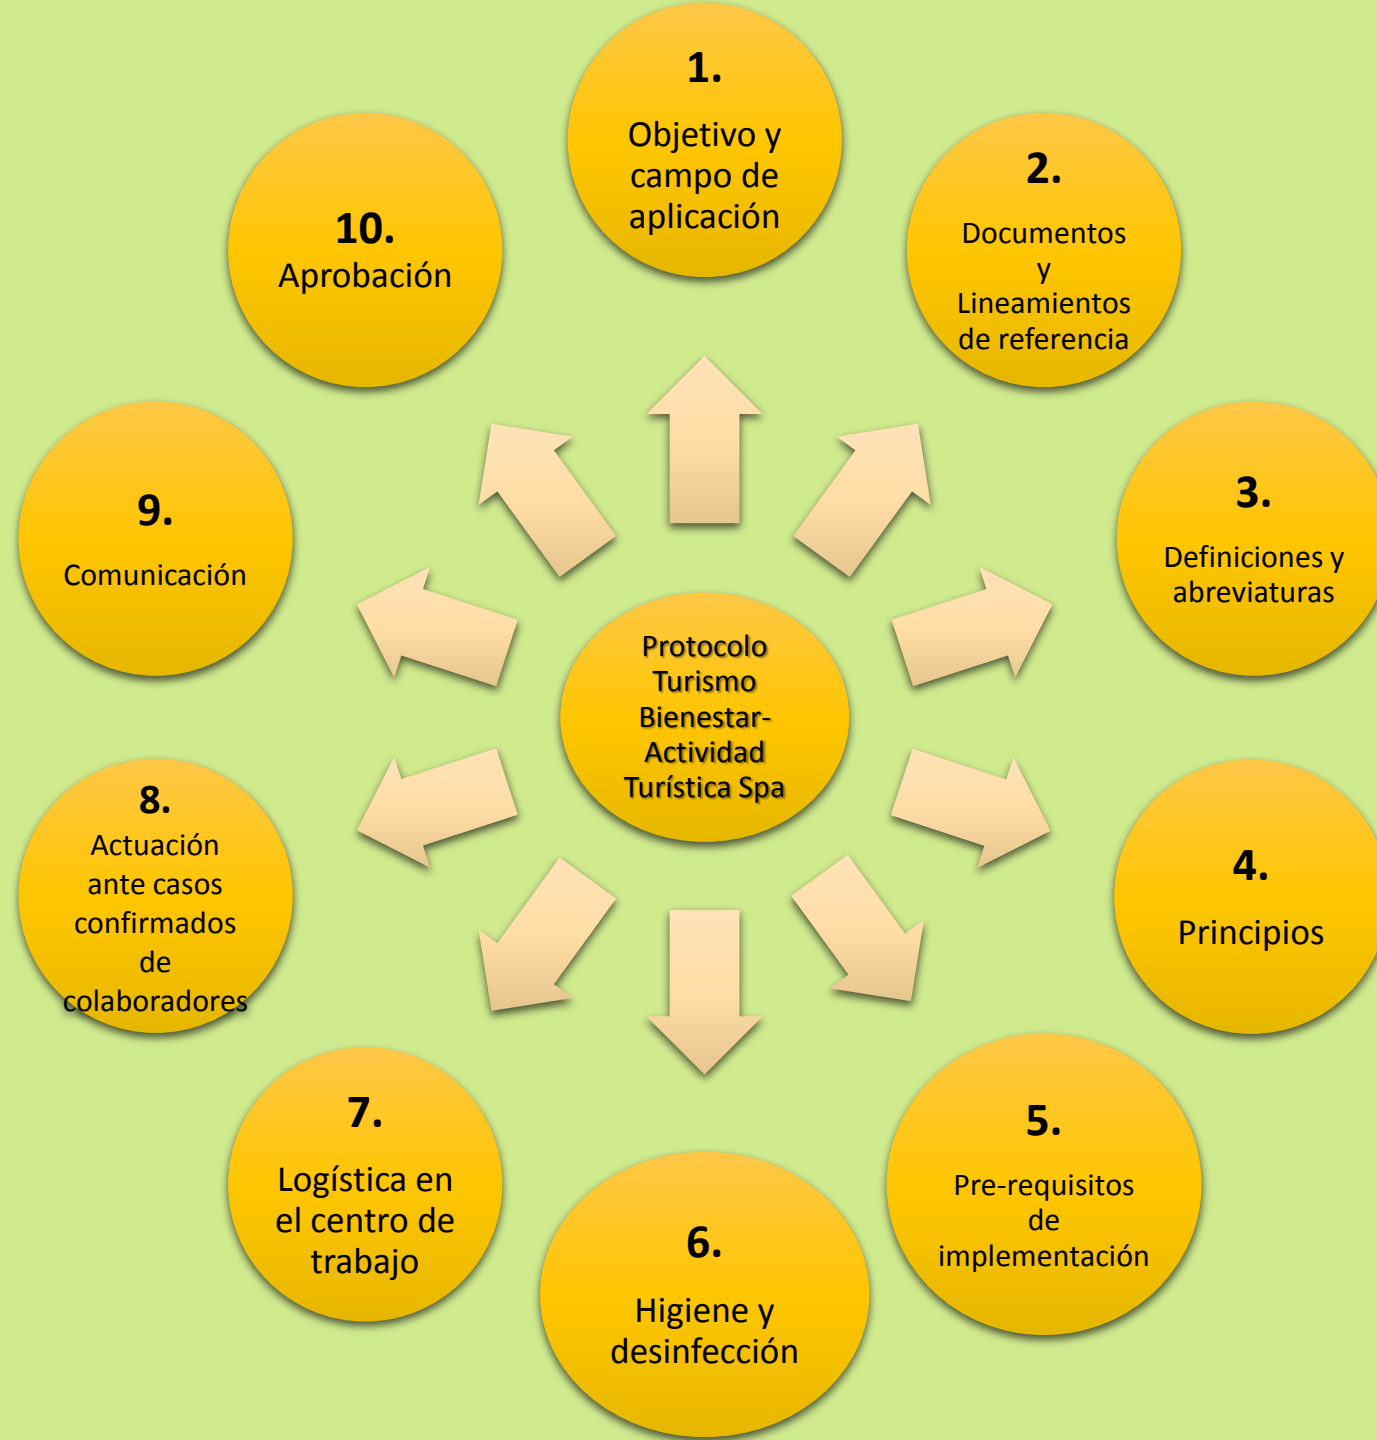 1.
Objetivo y
campo de
aplicación
2.
Documentos
y
Lineamientos
de referencia
3.
Definiciones y
abreviaturas
4.
Principios
5.
Pre-requisitos
de
implementación
6.
Higiene y
desinfección
7.
Logística en
el centro de
trabajo
8.
Actuación
ante casos
confirmados
de
colaboradores
9.
Comunicación
10.
Aprobación
Protocolo
Turismo
Bienestar-
Actividad
Turística Spa